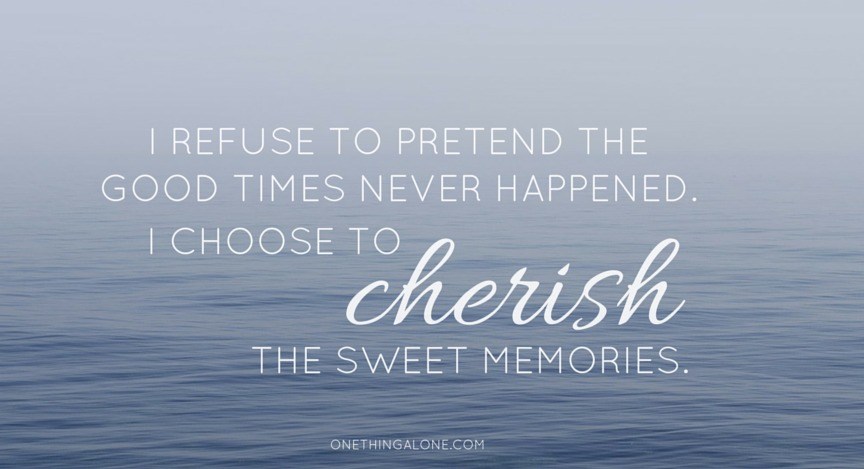 I REFUSE TO PRETEND THE
GOOD TIMES NEVER HAPPENED.
I CHOOSE TO
cherish
THE SWEET MEMORIES.
ONETHINGALONE.COM